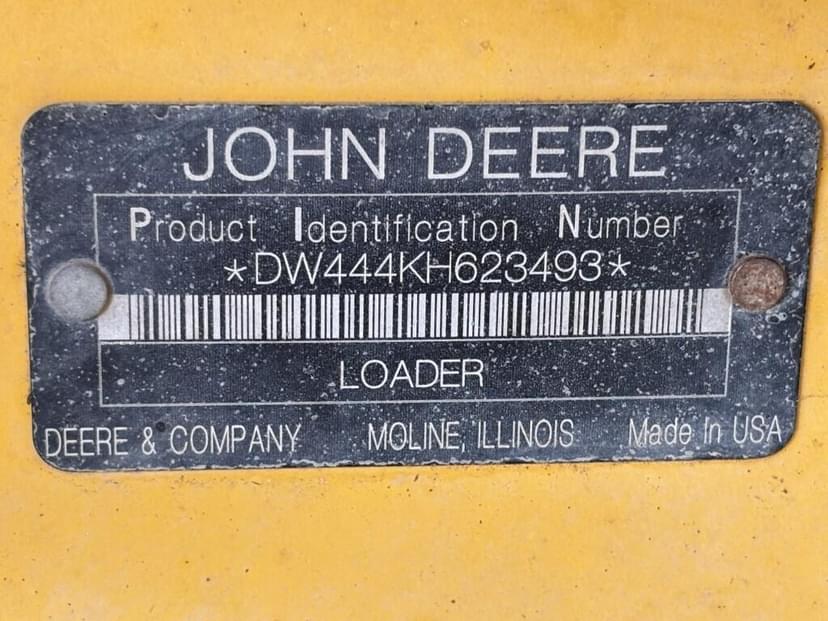 JOHN DEERE
Product Identification Number
*DW444KH623493*
LOADER
DEERE & COMPANY MOLINE, ILLINOIS Made In USA